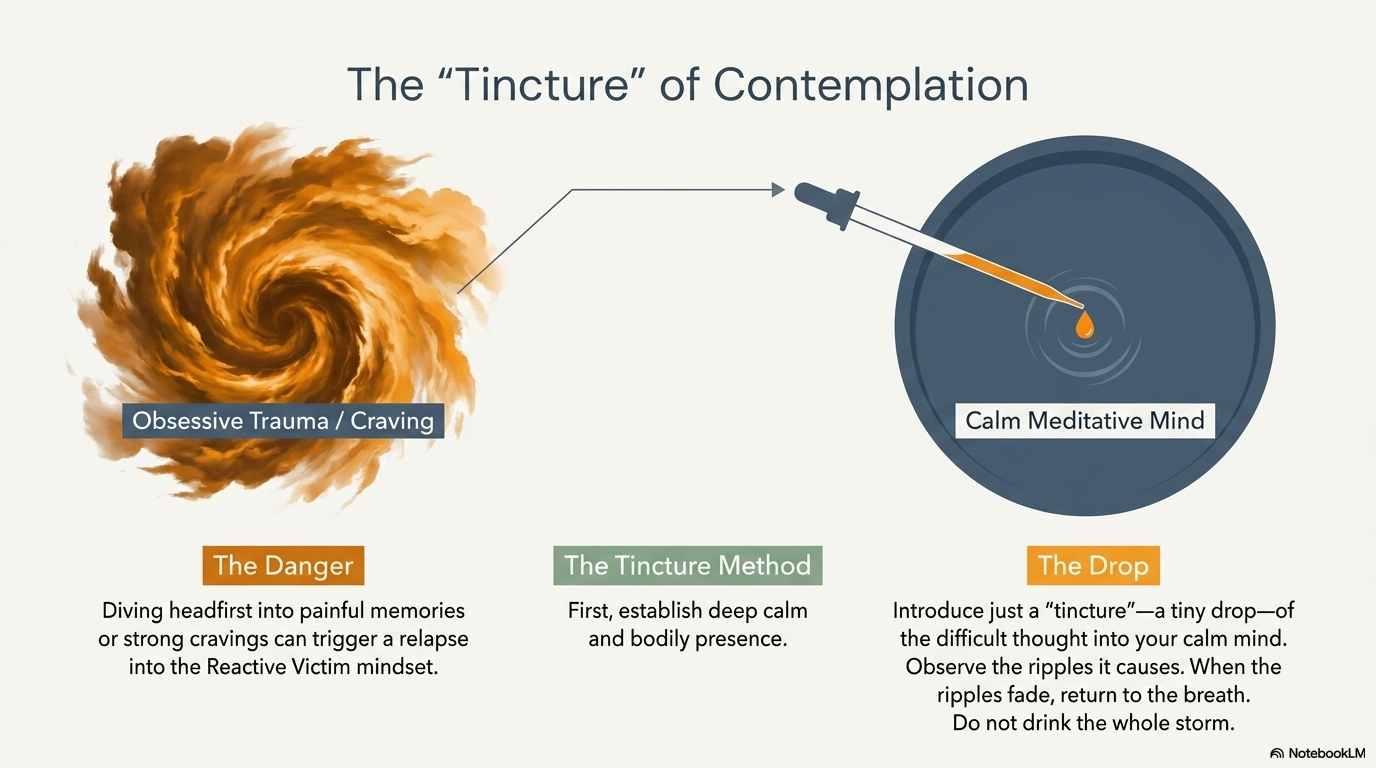 The “Tincture” of Contemplation
Obsessive Trauma / Craving
Calm Meditative Mind
The Danger
Diving headfirst into painful memories
or strong cravings can trigger a relapse
into the Reactive Victim mindset.
The Tincture Method
First, establish deep calm
and bodily presence.
The Drop
Introduce just a “tincture”—a tiny drop—of
the difficult thought into your calm mind.
Observe the ripples it causes. When the
ripples fade, return to the breath.
Do not drink the whole storm.
NotebookLM